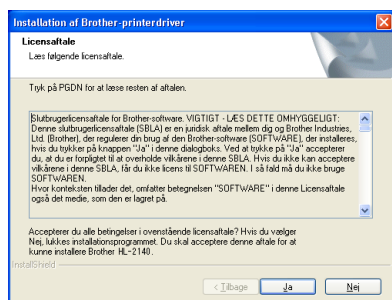 Installation af Brother-printerdriver
Licensaftale
Læs følgende licensaftale.
Tryk på PGDN for at læse resten af aftalen.
Slutbrugerlicensaftale for Brother-software. VIGTIGT - LÆS DETTE OMHYGGELIGT:
Denne slutbrugerlicensaftale (SBLA) er en juridisk aftale mellem dig og Brother Industries,
Ltd. (Brother), der regulerer din brug af den Brother-software (SOFTWARE), der installeres,
hvis du trykker på knappen "Ja" i denne dialogboks. Ved at trykke på "Ja" accepterer
du, at du er forpligtet til at overholde vilkårene i denne SBLA. Hvis du ikke kan acceptere
vilkårene i denne SBLA, får du ikke licens til SOFTWAREN. I så fald må du ikke bruge
SOFTWAREN.
Hvor konteksten tillader det, omfatter betegnelsen "SOFTWARE" i denne Licensaftale
også det medie, som den er lagret på.
Accepterer du alle betingelser i ovenstående licensaftale? Hvis du vælger
Nej, lukkes installationsprogrammet. Du skal acceptere denne aftale for at
kunne installere Brother HL-2140.
InstallShield
< Tilbage
Ja
Nej